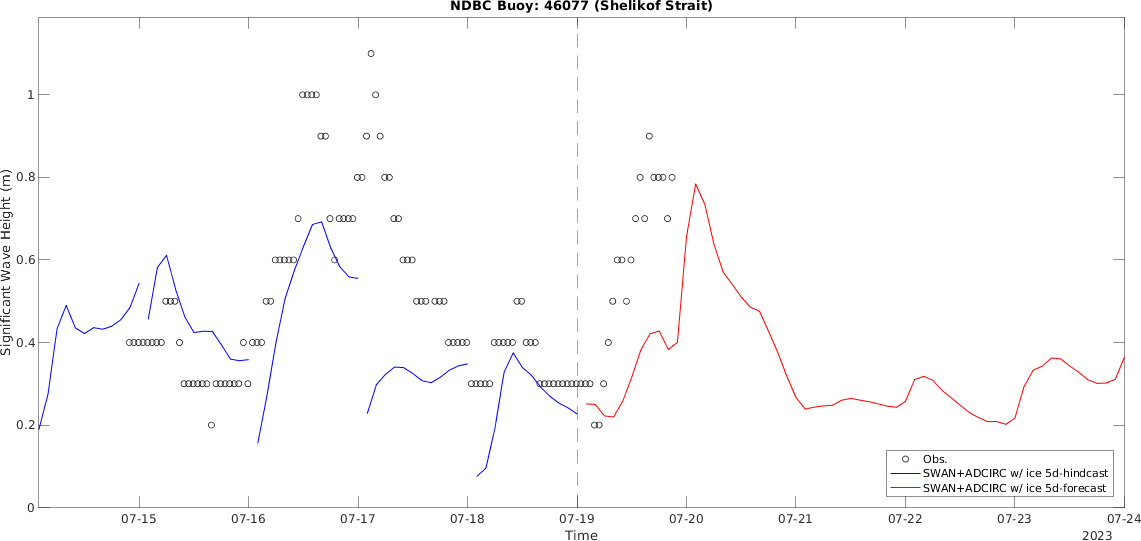 NDBC Buoy: 46077 (Shelikof Strait)
Significant Wave Height (m)
1
0.8
0.6
0.4
0.2
0
07-15 07-16 07-17 07-18 07-19 07-20 07-21 07-22 07-23 07-24
Time
2023
Obs.
SWAN+ADCIRC w/ ice 5d-hindcast
SWAN+ADCIRC w/ ice 5d-forecast